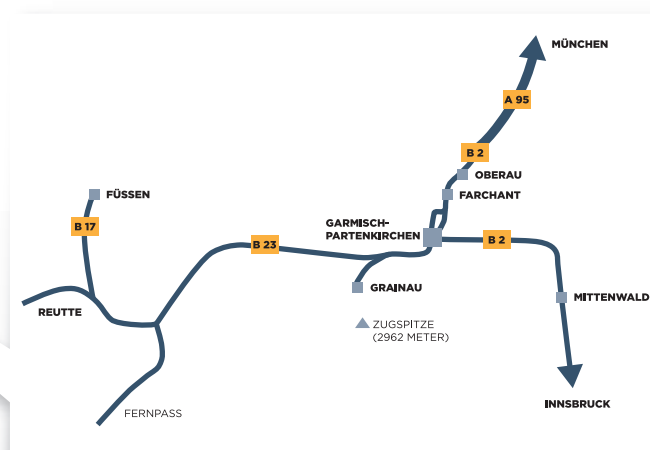 MÜNCHEN
A 95
B 2
OBERAU
FÜSSEN
FARCHANT
B 17
GARMISCH-
PARTENKIRCHEN
B 23
B 2
GRAINAU
MITTENWALD
REUTTE
ZUGSPITZE
(2962 METER)
INNSBRUCK
FERNPASS